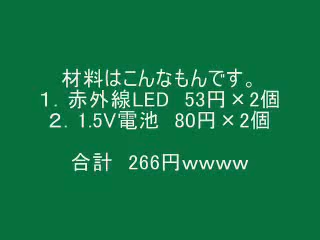 材料はこんなもんです。
１．赤外線LED　53円×2個
２．1.5V電池　80円×2個
合計　266円ｗｗｗｗ